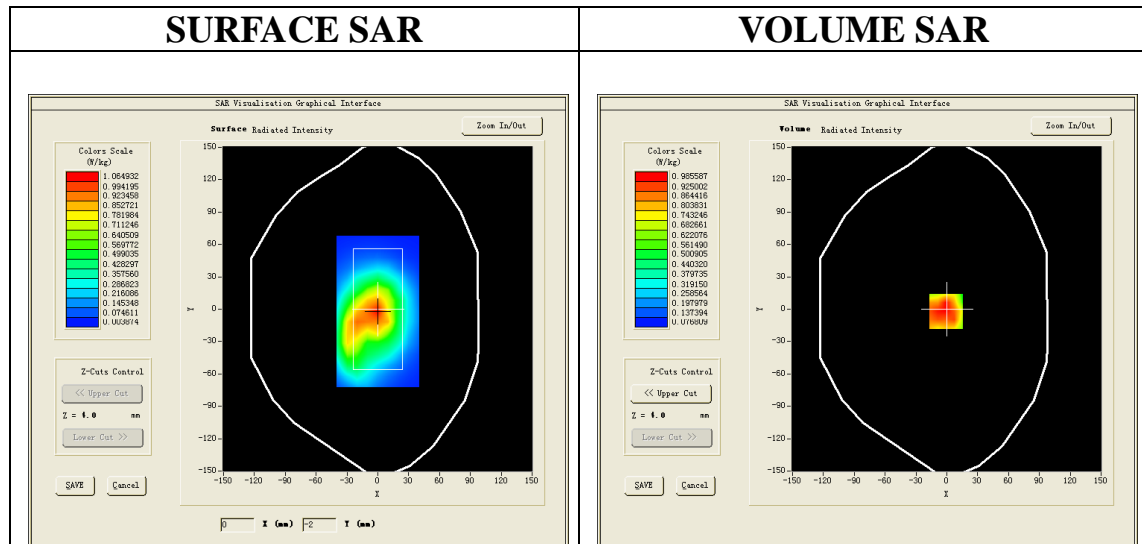 SURFACE SAR
VOLUME SAR
SAR Visualisation Graphical Interface
Surface Radiated Intensity
Zoom In/Out
Colors Scale
(W/kg)
1.064932
0.994195
0.923458
0.852721
0.781984
0.711246
0.640509
0.569772
0.499035
0.428297
0.357560
0.286823
0.216086
0.145348
0.074611
0.003874
150
120
90
60
30
0
-30
-60
-90
-120
-150
Y
-150 -120 -90 -60 -30 0 30 60 90 120 150
X
Z-Cuts Control
<< Upper Cut
Z = 4.0 mm
Lower Cut >>
SAVE Cancel
0 X (mm) -2 Y (mm)
SAR Visualisation Graphical Interface
Volume Radiated Intensity
Zoom In/Out
Colors Scale
(W/kg)
0.985587
0.925002
0.864416
0.803831
0.743246
0.682661
0.622076
0.561490
0.500905
0.440320
0.379735
0.319150
0.258564
0.197979
0.137394
0.076809
150
120
90
60
30
0
-30
-60
-90
-120
-150
Y
-150 -120 -90 -60 -30 0 30 60 90 120 150
X
Z-Cuts Control
<< Upper Cut
Z = 4.0 mm
Lower Cut >>
SAVE Cancel